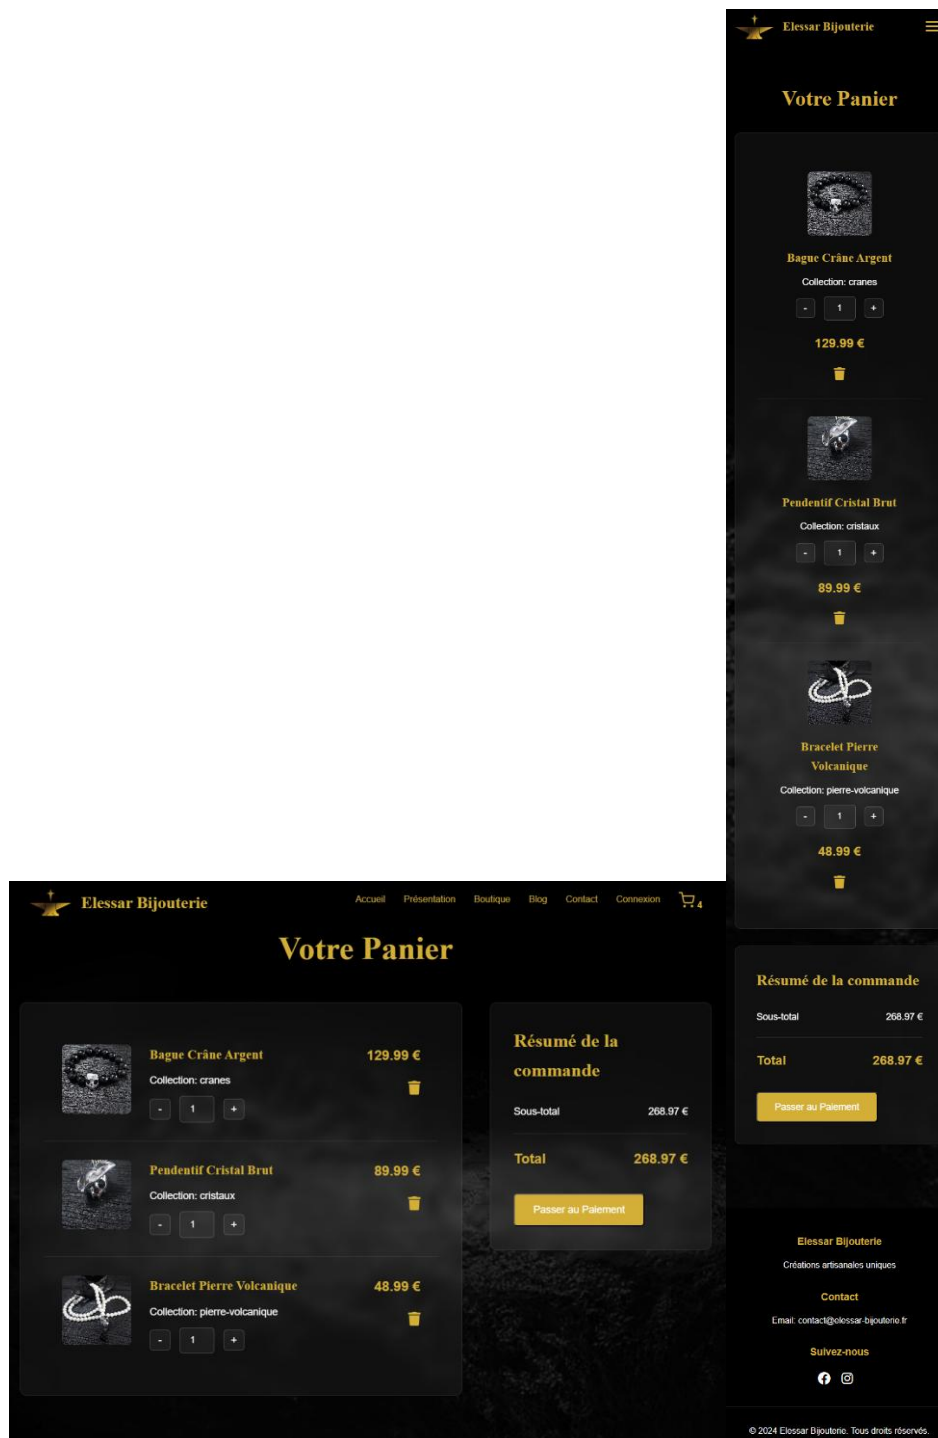 Elessar Bijouterie
Votre Panier
Bague Crâne Argent
Collection: cranes
- 1 +
129.99 €
Pendentif Cristal Brut
Collection: cristaux
- 1 +
89.99 €
Bracelet Pierre
Volcanique
Collection: pierre-volcanique
- 1 +
48.99 €
Résumé de la commande
Sous-total 268.97 €
Total 268.97 €
Passer au Paiement
Elessar Bijouterie
Créations artisanales uniques
Contact
Email: contact@elessar-bijouterie.fr
Suivez-nous
© 2024 Elessar Bijouterie. Tous droits réservés.
Elessar Bijouterie Accueil Présentation Boutique Blog Contact Connexion 4
Votre Panier
Bague Crâne Argent 129.99 €
Collection: cranes
- 1 +
Pendentif Cristal Brut 89.99 €
Collection: cristaux
- 1 +
Bracelet Pierre Volcanique 48.99 €
Collection: pierre-volcanique
- 1 +
Résumé de la
commande
Sous-total 268.97 €
Total 268.97 €
Passer au Paiement